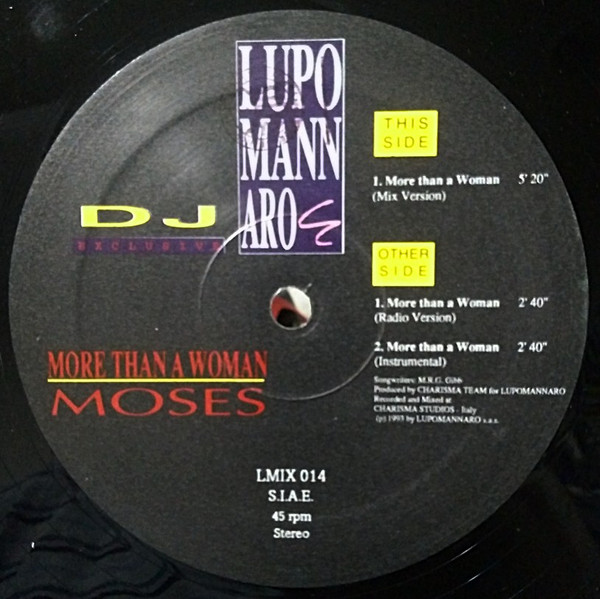 LUPO
MANN
ARO
DJ
EXCLUSIVE
THIS
SIDE
1. More than a Woman 5' 20"
(Mix Version)
OTHER
SIDE
1. More than a Woman 2' 40"
(Radio Version)
2. More than a Woman 2' 40"
(Instrumental)
Songwriters: M.R.G. Gibb
Produced by CHARISMA TEAM for LUPOMANNARO
Recorded and Mixed at
CHARISMA STUDIOS - Italy
(p) 1993 by LUPOMANNARO s.a.s.
MORE THAN A WOMAN
MOSES
LMIX 014
S.I.A.E.
45 rpm
Stereo